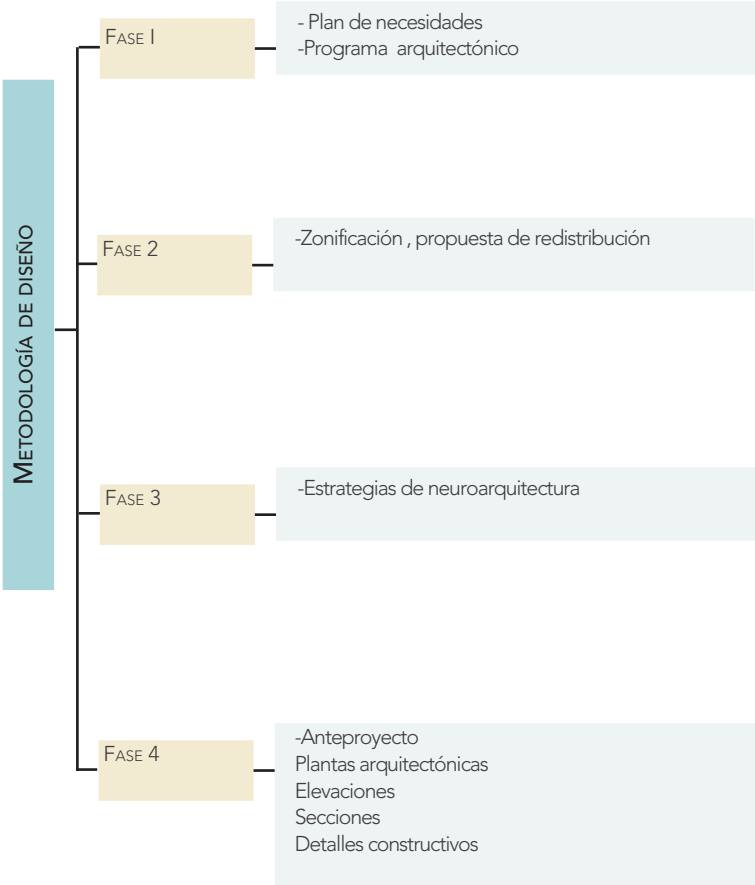 METODOLOGÍA DE DISEÑO
FASE I
- Plan de necesidades
-Programa arquitectónico
FASE 2
-Zonificación , propuesta de redistribución
FASE 3
-Estrategias de neuroarquitectura
FASE 4
-Anteproyecto
Plantas arquitectónicas
Elevaciones
Secciones
Detalles constructivos